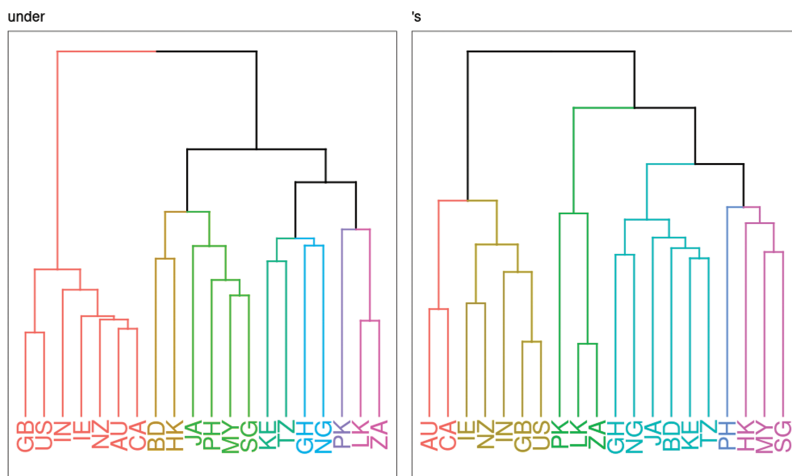 under
's
GB US IN IE NZ AU CA BD HK JA PH MY SG KE TZ GH NG PK LK ZA
AU CA IE NZ IN GB US PK LK ZA GH NG JA BD KE TZ PH HK MY SG